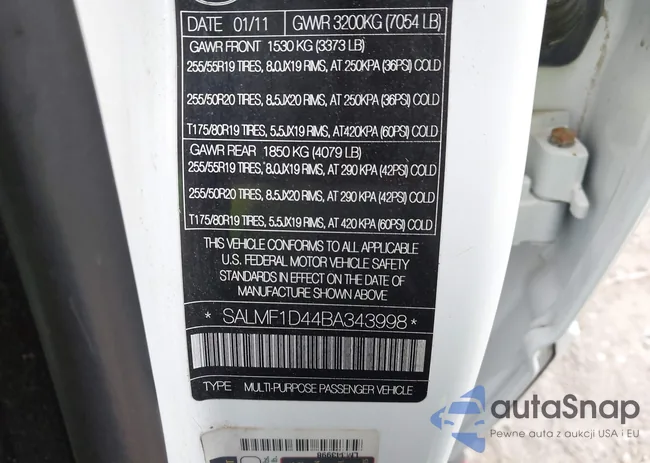 DATE 01/11 GWWR 3200KG (7054 LB)
GAWR FRONT 1530 KG (3373 LB)
255/55R19 TIRES, 8.0JX19 RIMS, AT 250KPA (36PSI) COLD
255/50R20 TIRES, 8.5JX20 RIMS, AT 250KPA (36PSI) COLD
T175/80R19 TIRES, 5.5JX19 RIMS, AT420KPA (60PSI) COLD
GAWR REAR 1850 KG (4079 LB)
255/55R19 TIRES, 8.0JX19 RIMS, AT 290 KPA (42PSI) COLD
255/50R20 TIRES, 8.5JX20 RIMS, AT 290 KPA (42PSI) COLD
T175/80R19 TIRES, 5.5JX19 RIMS, AT 420 KPA (60PSI) COLD
THIS VEHICLE CONFORMS TO ALL APPLICABLE
U.S. FEDERAL MOTOR VEHICLE SAFETY
STANDARDS IN EFFECT ON THE DATE OF
MANUFACTURE SHOWN ABOVE
* SALMF1D44BA343998 *
TYPE MULTI-PURPOSE PASSENGER VEHICLE
autaSnap
Pewne auta z aukcji USA i EU